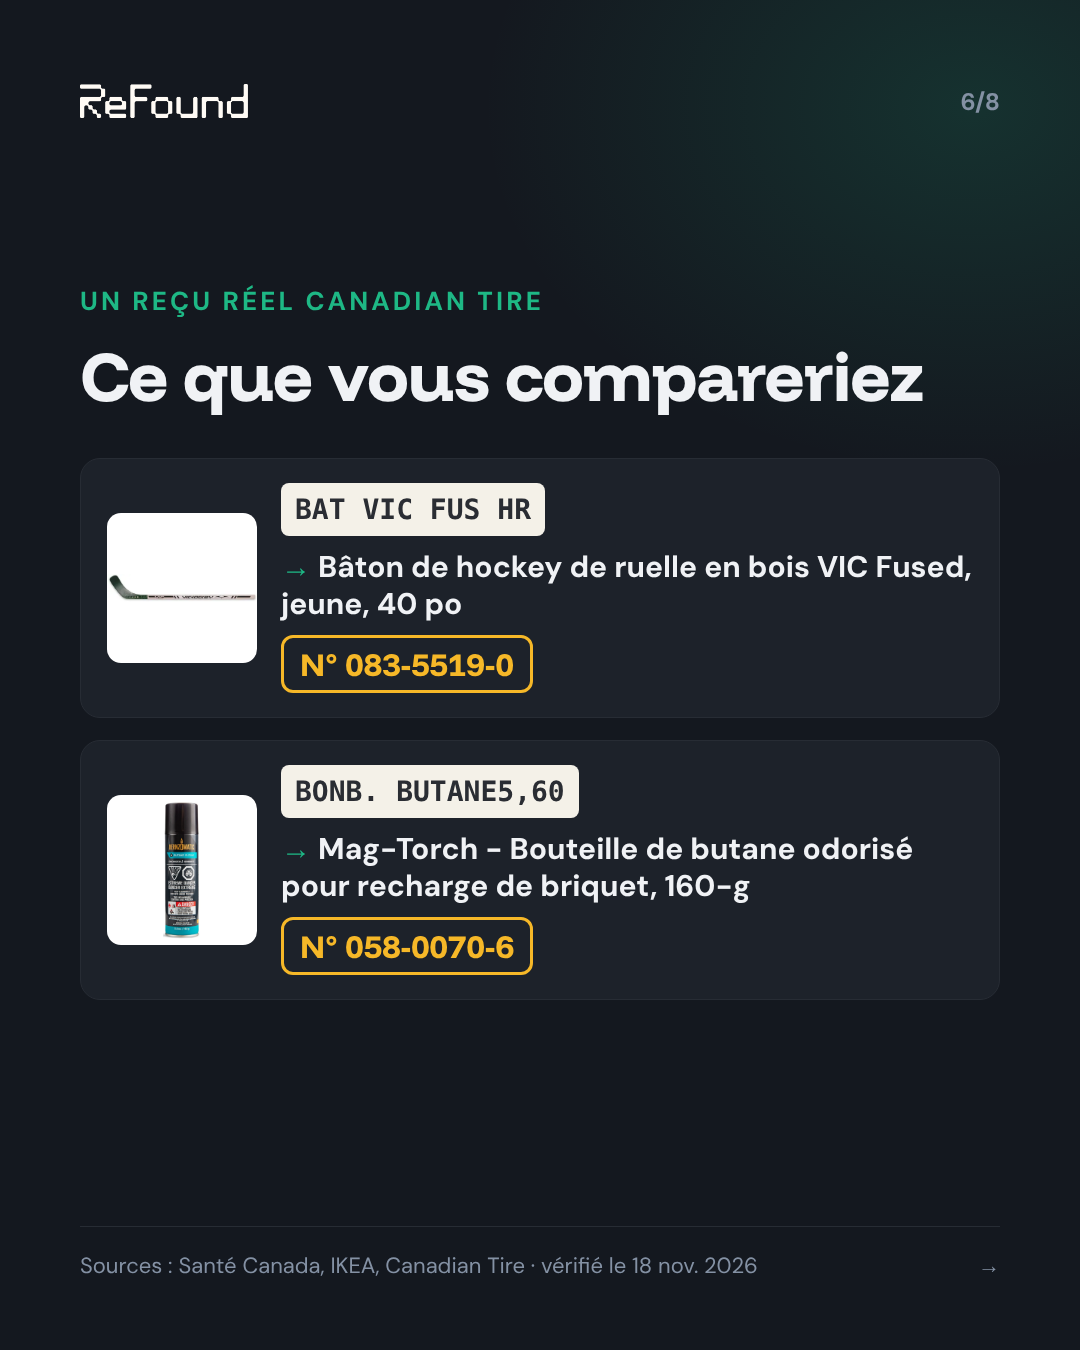 ReFound
6/8
UN REÇU RÉEL CANADIAN TIRE
Ce que vous compareriez
BAT VIC FUS HR
→ Bâton de hockey de ruelle en bois VIC Fused,
jeune, 40 po
N° 083-5519-0
BONB. BUTANE5,60
→ Mag-Torch - Bouteille de butane odorisé
pour recharge de briquet, 160-g
N° 058-0070-6
Sources : Santé Canada, IKEA, Canadian Tire · vérifié le 18 nov. 2026 →